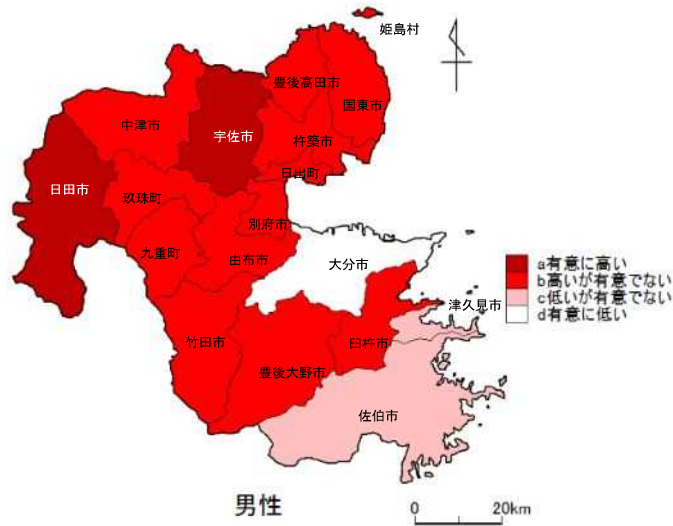 姫島村
豊後高田市
国東市
中津市
宇佐市
杵築市
日出町
日田市
玖珠町
別府市
九重町
由布市
大分市
a有意に高い
b高いが有意でない
c低いが有意でない
d有意に低い
津久見市
竹田市
臼杵市
豊後大野市
佐伯市
男性
0 20km